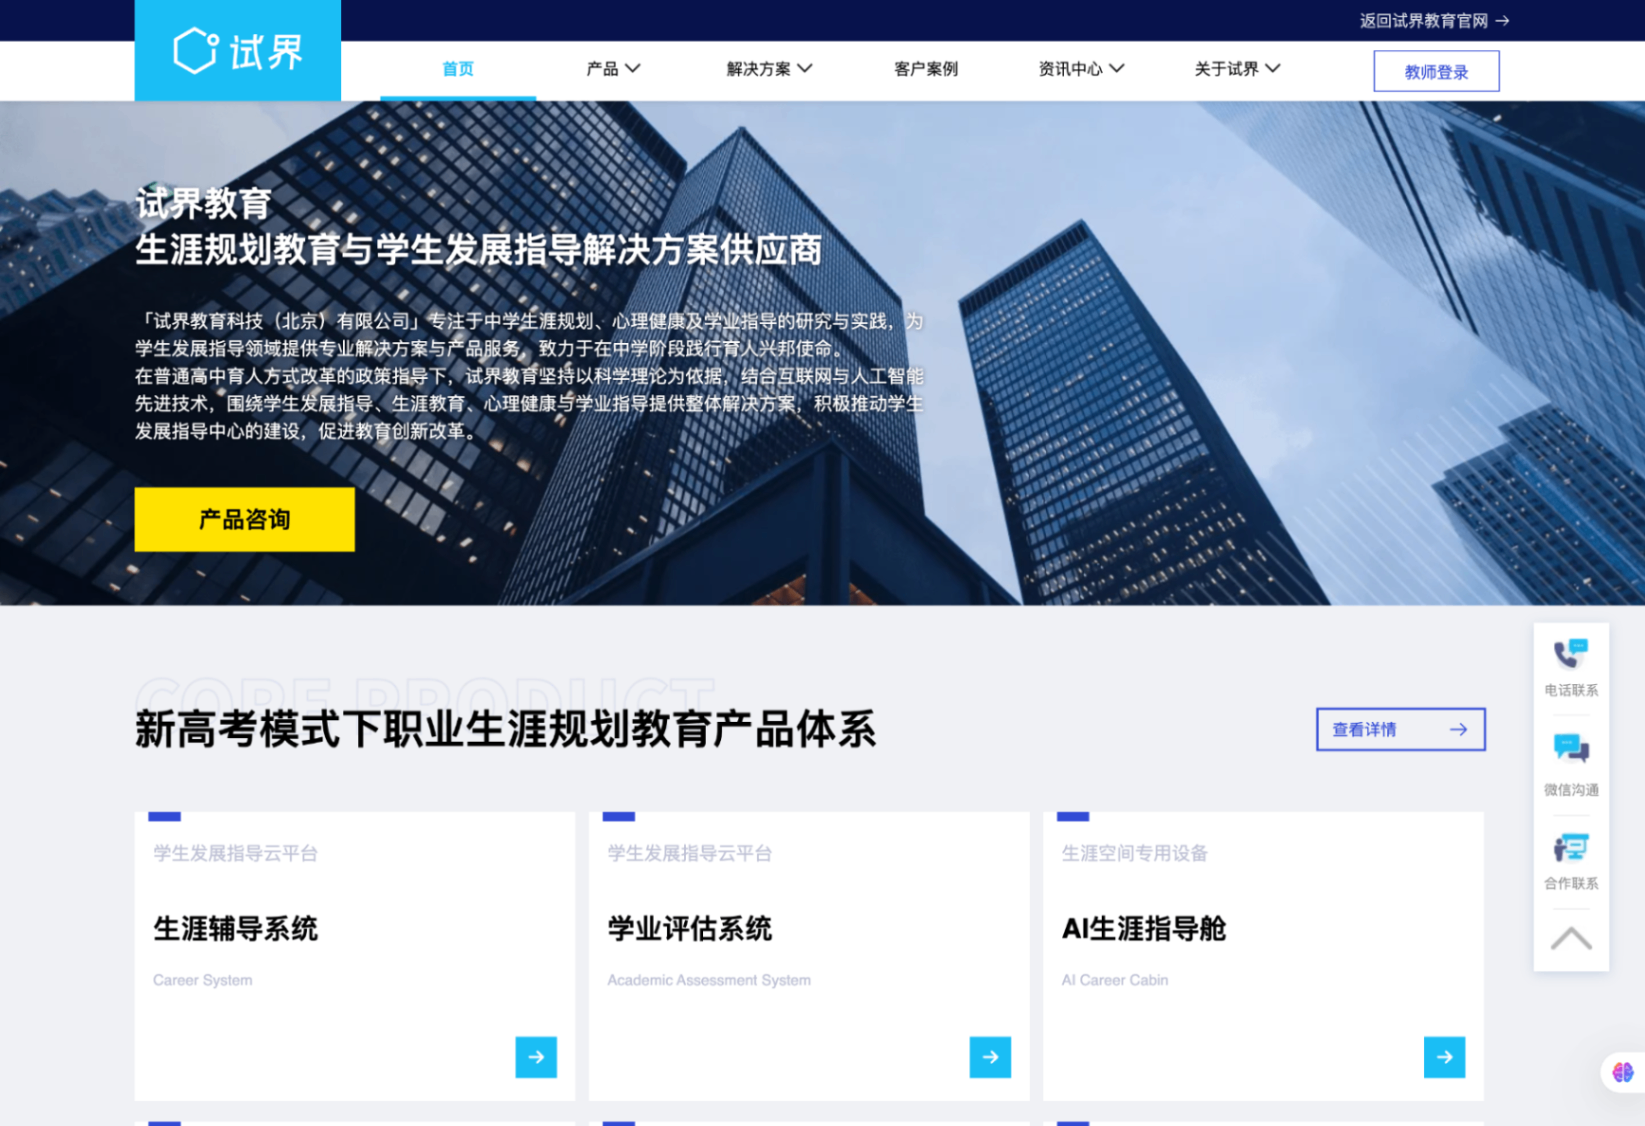 返回试界教育官网 →
试界
首页
产品
解决方案
客户案例
资讯中心
关于试界
教师登录
试界教育
生涯规划教育与学生发展指导解决方案供应商
「试界教育科技（北京）有限公司」专注于中学生涯规划、心理健康及学业指导的研究与实践，为
学生发展指导领域提供专业解决方案与产品服务，致力于在中学阶段践行育人兴邦使命。
在普通高中育人方式改革的政策指导下，试界教育坚持以科学理论为依据，结合互联网与人工智能
先进技术，围绕学生发展指导、生涯教育、心理健康与学业指导提供整体解决方案，积极推动学生
发展指导中心的建设，促进教育创新改革。
产品咨询
CORE PRODUCT
新高考模式下职业生涯规划教育产品体系
查看详情 →
电话联系
微信沟通
合作联系
学生发展指导云平台
生涯辅导系统
Career System
学生发展指导云平台
学业评估系统
Academic Assessment System
生涯空间专用设备
AI生涯指导舱
AI Career Cabin